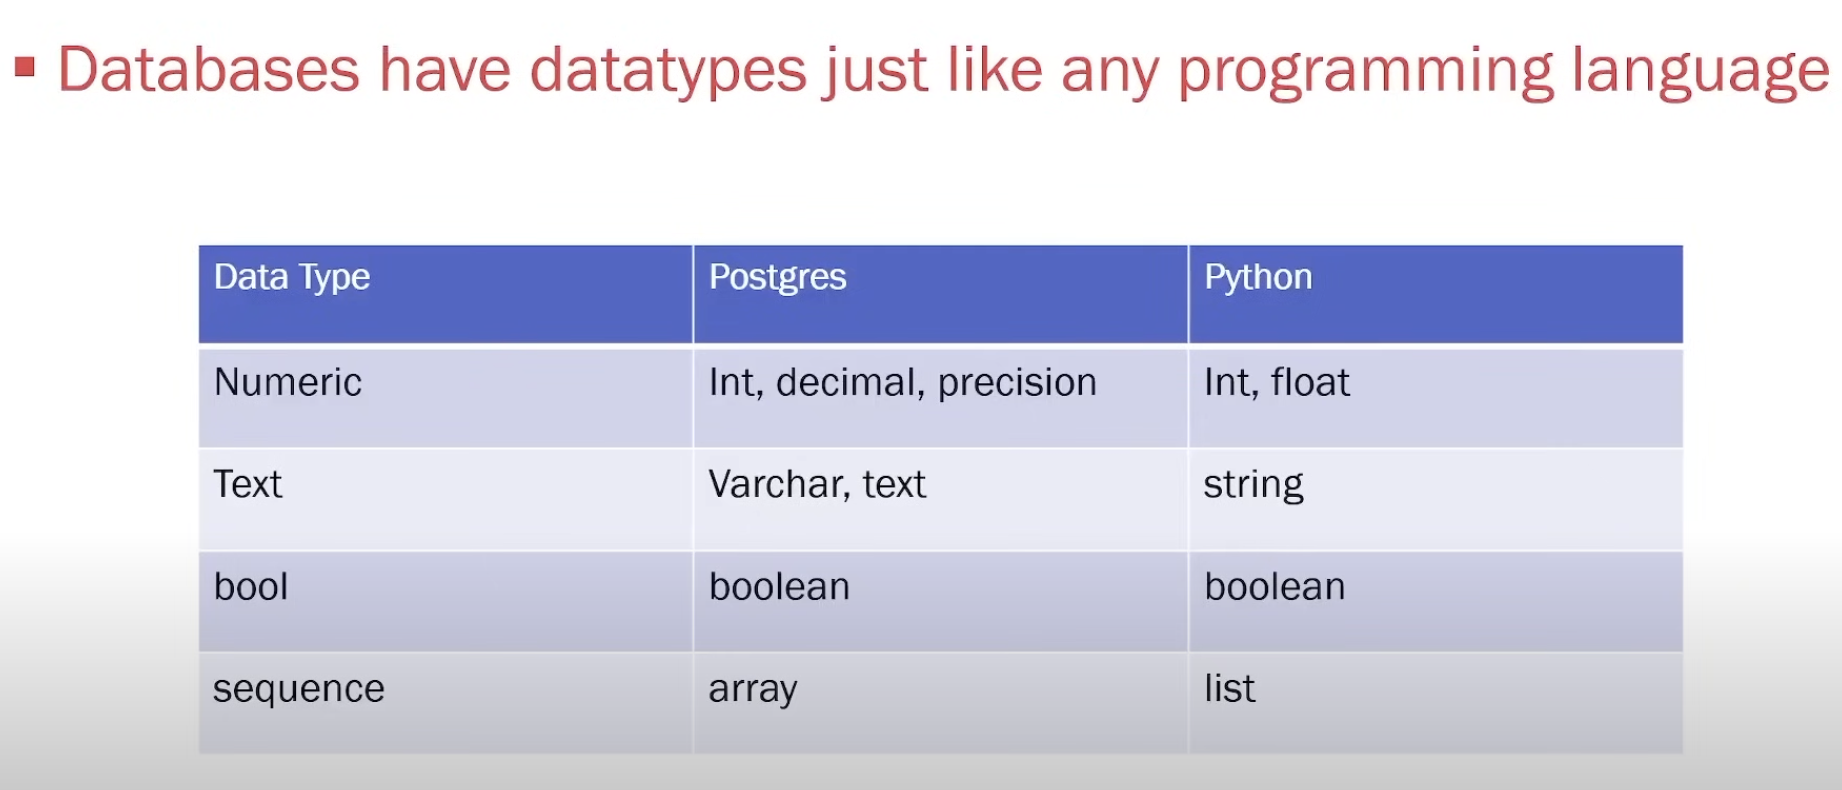 ▪ Databases have datatypes just like any programming language
Data Type Postgres Python
Numeric Int, decimal, precision Int, float
Text Varchar, text string
bool boolean boolean
sequence array list